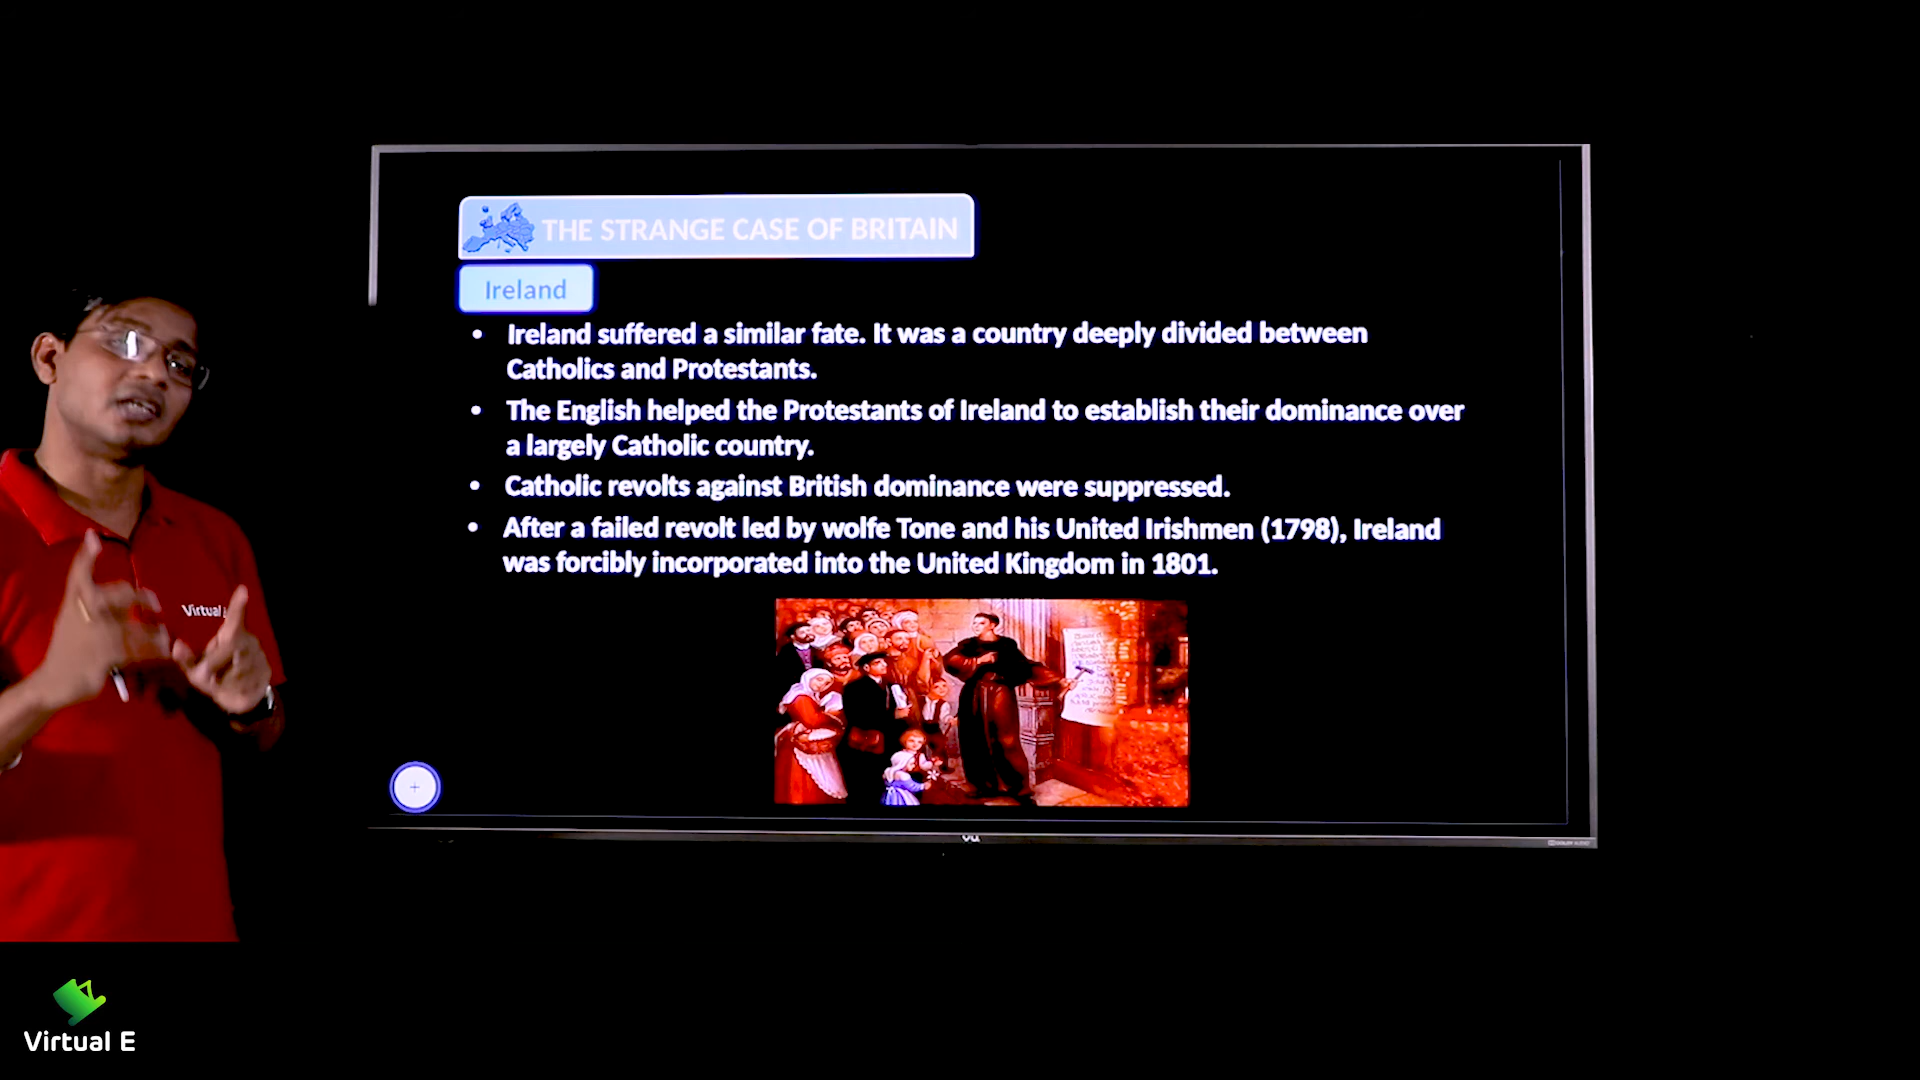 THE STRANGE CASE OF BRITAIN
Ireland
• Ireland suffered a similar fate. It was a country deeply divided between
Catholics and Protestants.
• The English helped the Protestants of Ireland to establish their dominance over
a largely Catholic country.
• Catholic revolts against British dominance were suppressed.
• After a failed revolt led by wolfe Tone and his United Irishmen (1798), Ireland
was forcibly incorporated into the United Kingdom in 1801.
Virtual
Virtual E